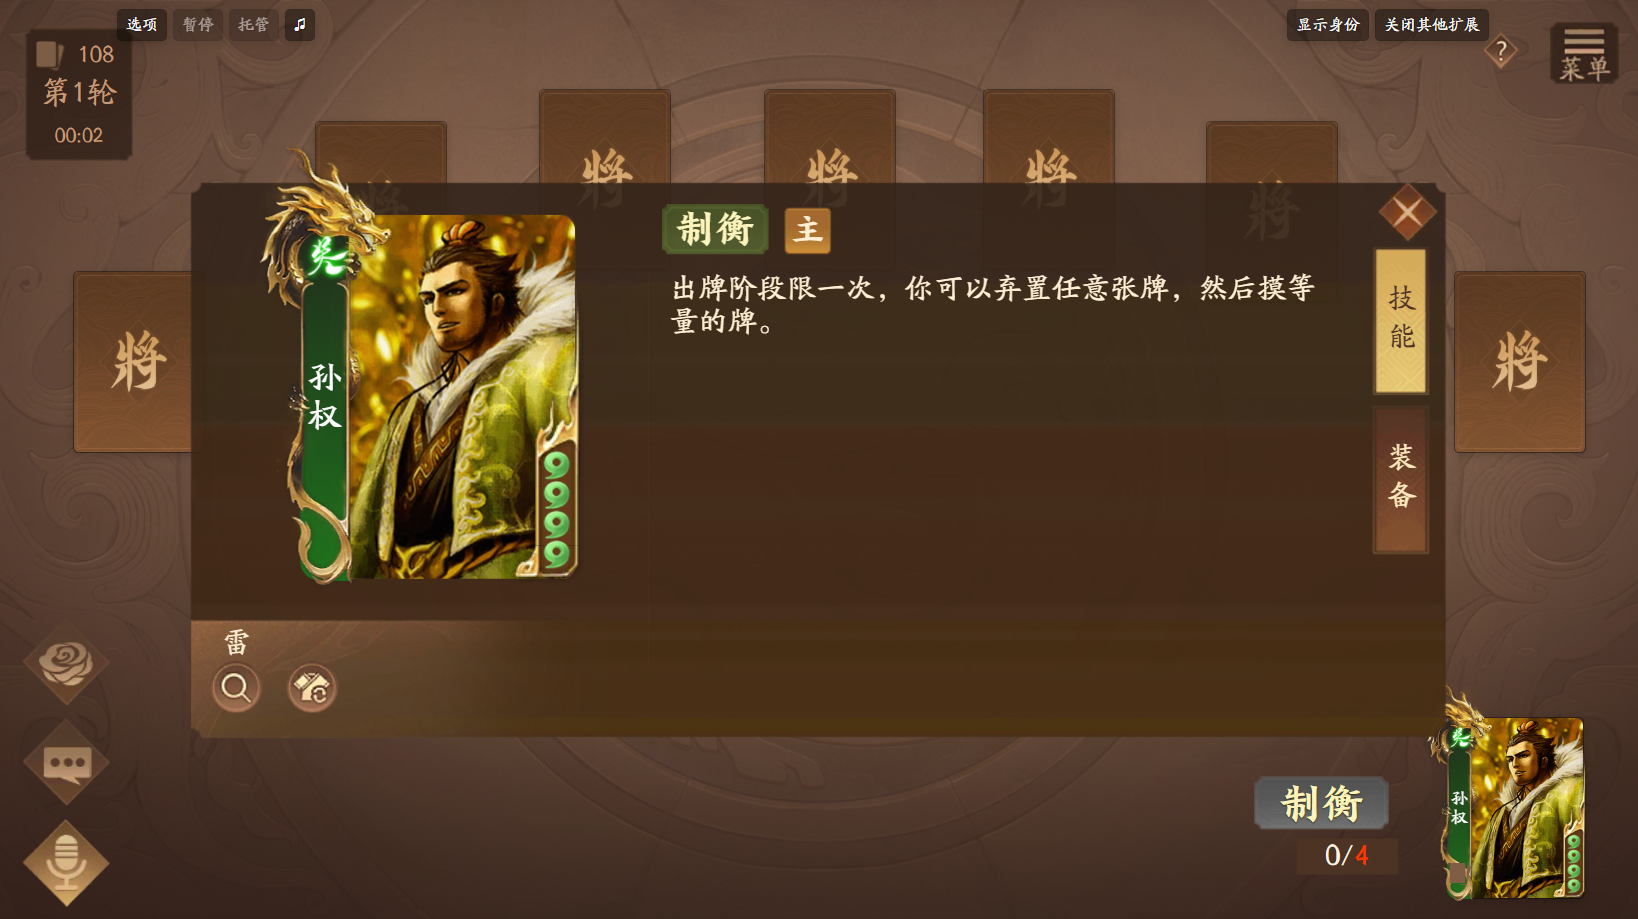 选项
暂停
托管
显示身份
关闭其他扩展
108
第1轮
00:02
?
菜单
将
将
将
将
将
将
将
吴
孙权
制衡
主
出牌阶段限一次，你可以弃置任意张牌，然后摸等
量的牌。
技能
装备
雷
制衡
0/4
吴
孙权